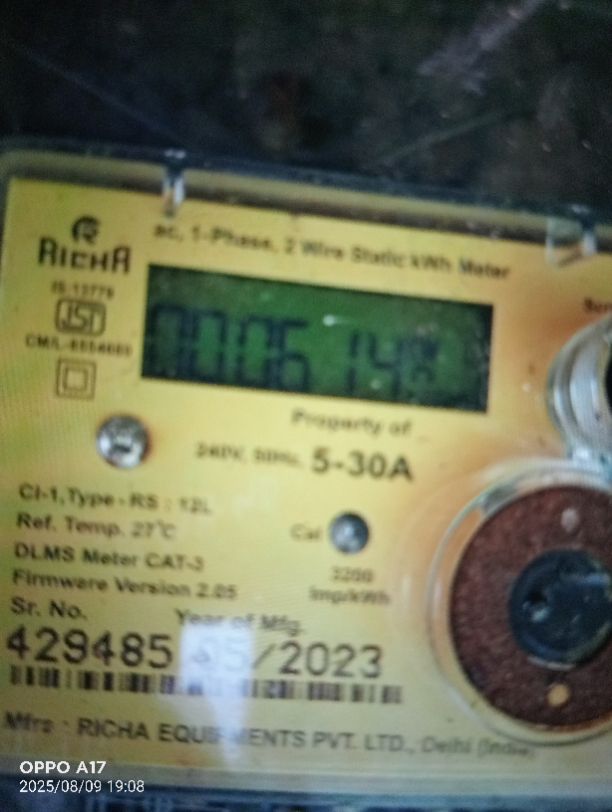 RICHA
ac, 1-Phase, 2 Wire Static kWh Meter
IS 13779
ISI
000614
Property of
240V, 50Hz, 5-30A
Cl-1, Type - RS : 12L
Ref. Temp. 27°C
Cal
DLMS Meter CAT-3
3200
Imp/kWh
Firmware Version 2.05
Sr. No.
Year of Mfg.
429485
/2023
Mfrs : RICHA EQUIPMENTS PVT. LTD., Delhi (India)
OPPO A17
2025/08/09 19:08